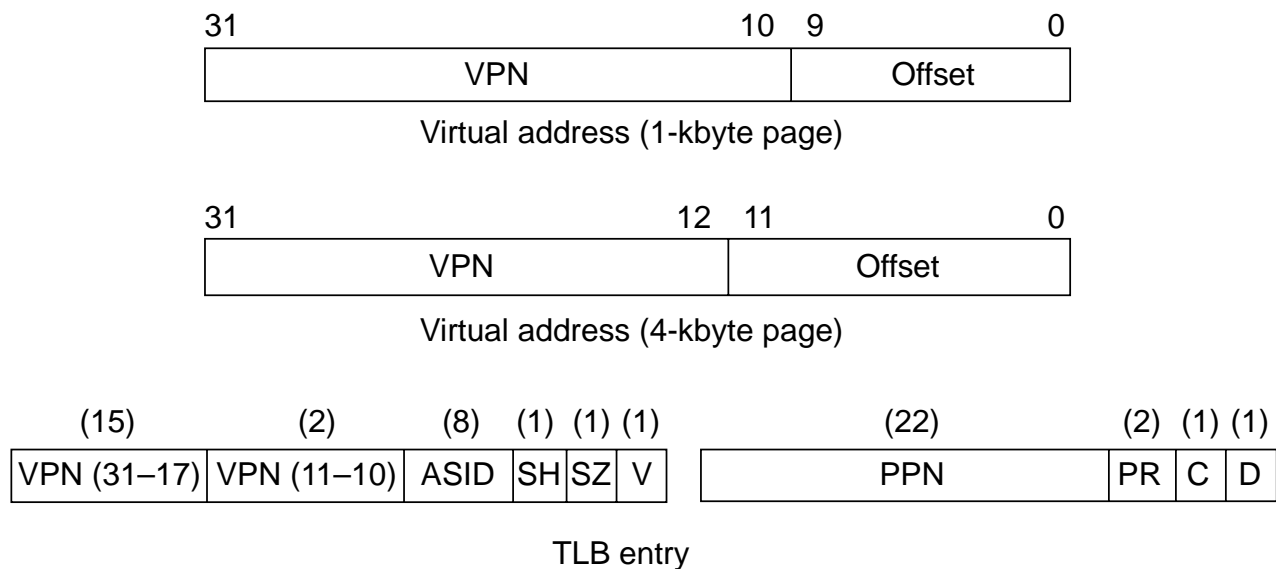 31 10 9 0
VPN Offset
Virtual address (1-kbyte page)
31 12 11 0
VPN Offset
Virtual address (4-kbyte page)
(15) (2) (8) (1) (1) (1) (22) (2) (1) (1)
VPN (31–17) VPN (11–10) ASID SH SZ V PPN PR C D
TLB entry